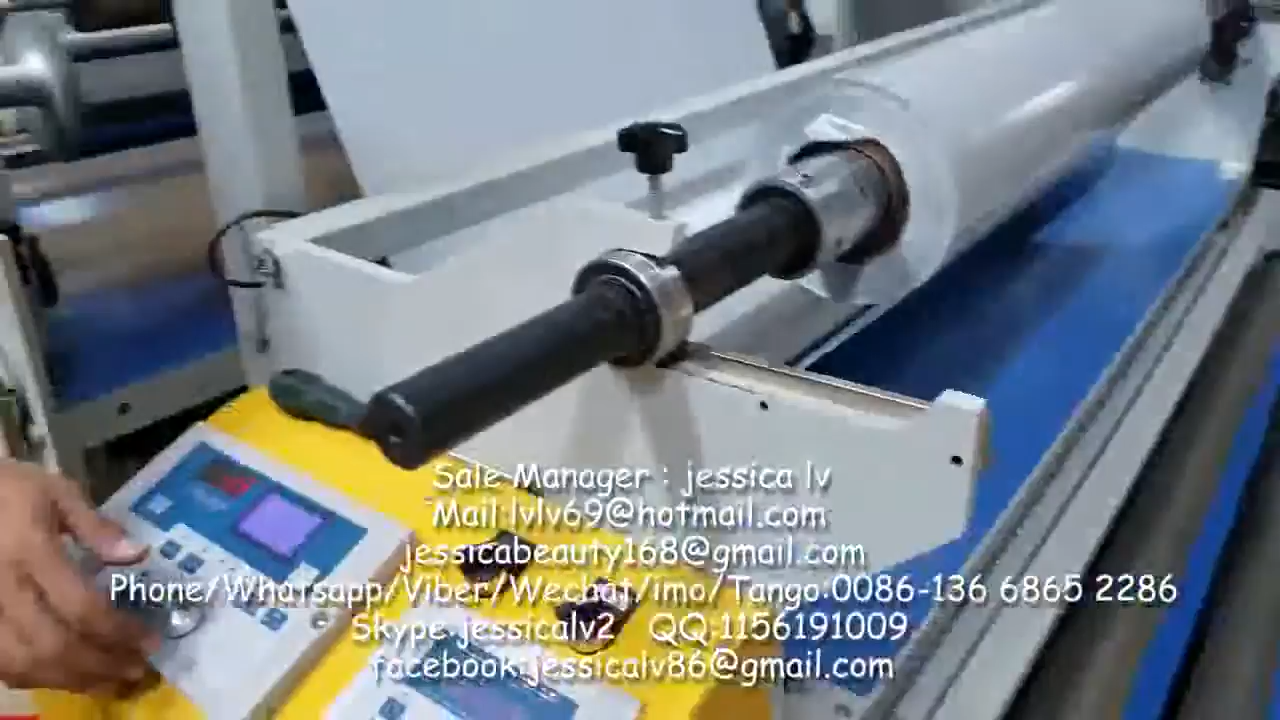 Sale Manager : jessica lv
Mail:lvlv69@hotmail.com
jessicabeauty168@gmail.com
Phone/Whatsapp/Viber/Wechat/imo/Tango:0086-136 6865 2286
Skype:jessicalv2 QQ:1156191009
facebook:jessicalv86@gmail.com